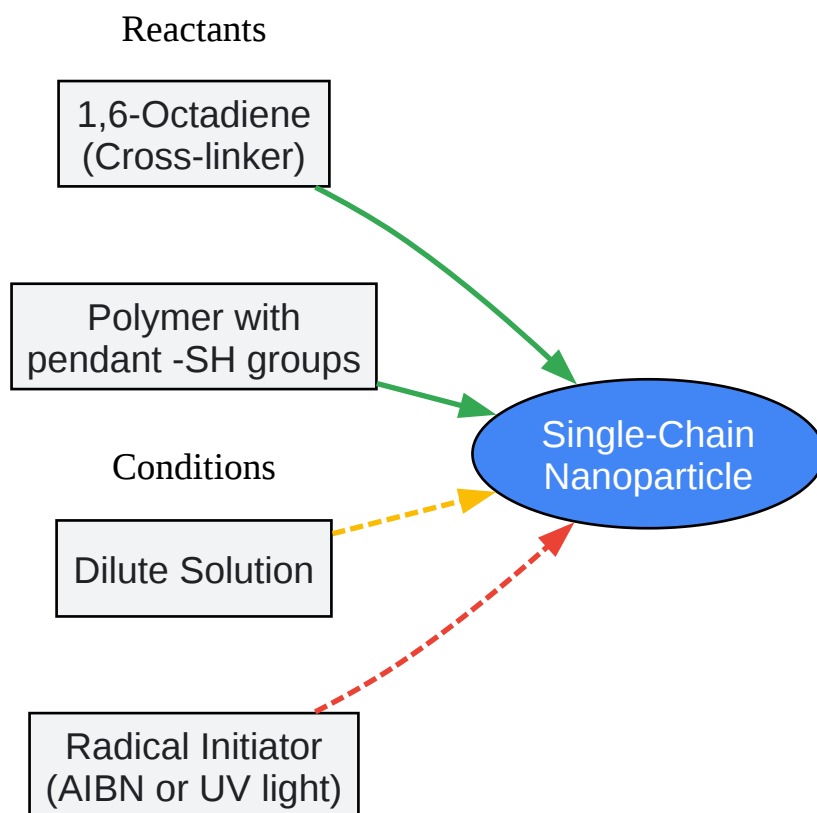 Reactants
1,6-Octadiene
(Cross-linker)
Polymer with
pendant -SH groups
Single-Chain
Nanoparticle
Conditions
Dilute Solution
Radical Initiator
(AIBN or UV light)